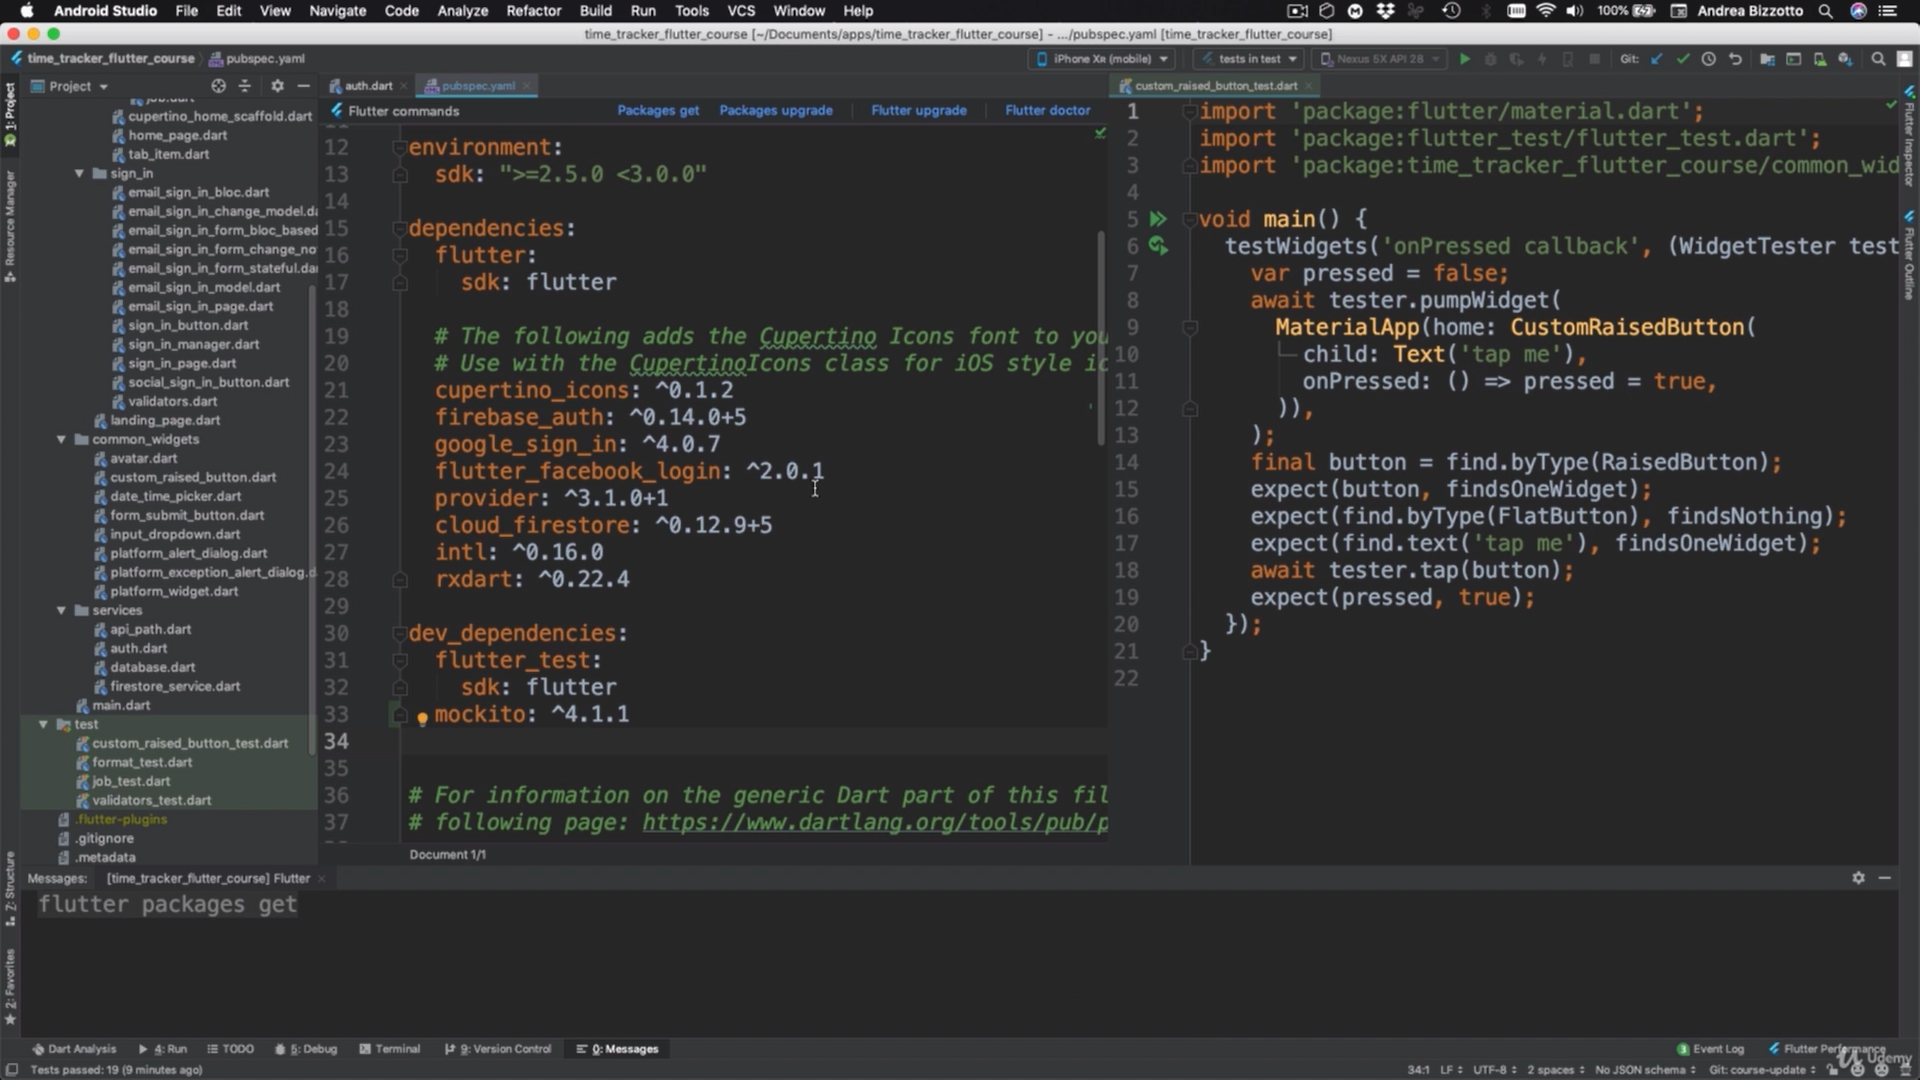 Android Studio File Edit View Navigate Code Analyze Refactor Build Run Tools VCS Window Help 100% Andrea Bizzotto
time_tracker_flutter_course [~/Documents/apps/time_tracker_flutter_course] - .../pubspec.yaml [time_tracker_flutter_course]
time_tracker_flutter_course pubspec.yaml iPhone XR (mobile) tests in test Nexus 5X API 28 Git:
Project auth.dart pubspec.yaml custom_raised_button_test.dart
Flutter commands Packages get Packages upgrade Flutter upgrade Flutter doctor
1: Project
Resource Manager
Z: Structure
2: Favorites
job.dart
cupertino_home_scaffold.dart
home_page.dart
tab_item.dart
sign_in
email_sign_in_bloc.dart
email_sign_in_change_model.da
email_sign_in_form_bloc_based
email_sign_in_form_change_no
email_sign_in_form_stateful.da
email_sign_in_model.dart
email_sign_in_page.dart
sign_in_button.dart
sign_in_manager.dart
sign_in_page.dart
social_sign_in_button.dart
validators.dart
landing_page.dart
common_widgets
avatar.dart
custom_raised_button.dart
date_time_picker.dart
form_submit_button.dart
input_dropdown.dart
platform_alert_dialog.dart
platform_exception_alert_dialog.d
platform_widget.dart
services
api_path.dart
auth.dart
database.dart
firestore_service.dart
main.dart
test
custom_raised_button_test.dart
format_test.dart
job_test.dart
validators_test.dart
.flutter-plugins
.gitignore
.metadata
12 environment:
13 sdk: ">=2.5.0 <3.0.0"
14
15 dependencies:
16 flutter:
17 sdk: flutter
18
19 # The following adds the Cupertino Icons font to you
20 # Use with the CupertinoIcons class for iOS style ic
21 cupertino_icons: ^0.1.2
22 firebase_auth: ^0.14.0+5
23 google_sign_in: ^4.0.7
24 flutter_facebook_login: ^2.0.1
25 provider: ^3.1.0+1
26 cloud_firestore: ^0.12.9+5
27 intl: ^0.16.0
28 rxdart: ^0.22.4
29
30 dev_dependencies:
31 flutter_test:
32 sdk: flutter
33 mockito: ^4.1.1
34
35
36 # For information on the generic Dart part of this fil
37 # following page: https://www.dartlang.org/tools/pub/p
Document 1/1
1 import 'package:flutter/material.dart';
2 import 'package:flutter_test/flutter_test.dart';
3 import 'package:time_tracker_flutter_course/common_wid
4
5 void main() {
6 testWidgets('onPressed callback', (WidgetTester test
7 var pressed = false;
8 await tester.pumpWidget(
9 MaterialApp(home: CustomRaisedButton(
10 child: Text('tap me'),
11 onPressed: () => pressed = true,
12 )),
13 );
14 final button = find.byType(RaisedButton);
15 expect(button, findsOneWidget);
16 expect(find.byType(FlatButton), findsNothing);
17 expect(find.text('tap me'), findsOneWidget);
18 await tester.tap(button);
19 expect(pressed, true);
20 });
21 }
22
Flutter Inspector
Flutter Outline
Messages: [time_tracker_flutter_course] Flutter
flutter packages get
Dart Analysis 4: Run TODO 5: Debug Terminal 9: Version Control 0: Messages 3 Event Log Flutter Performance
Tests passed: 19 (9 minutes ago) 34:1 LF UTF-8 2 spaces No JSON schema Git: course-update
Udemy